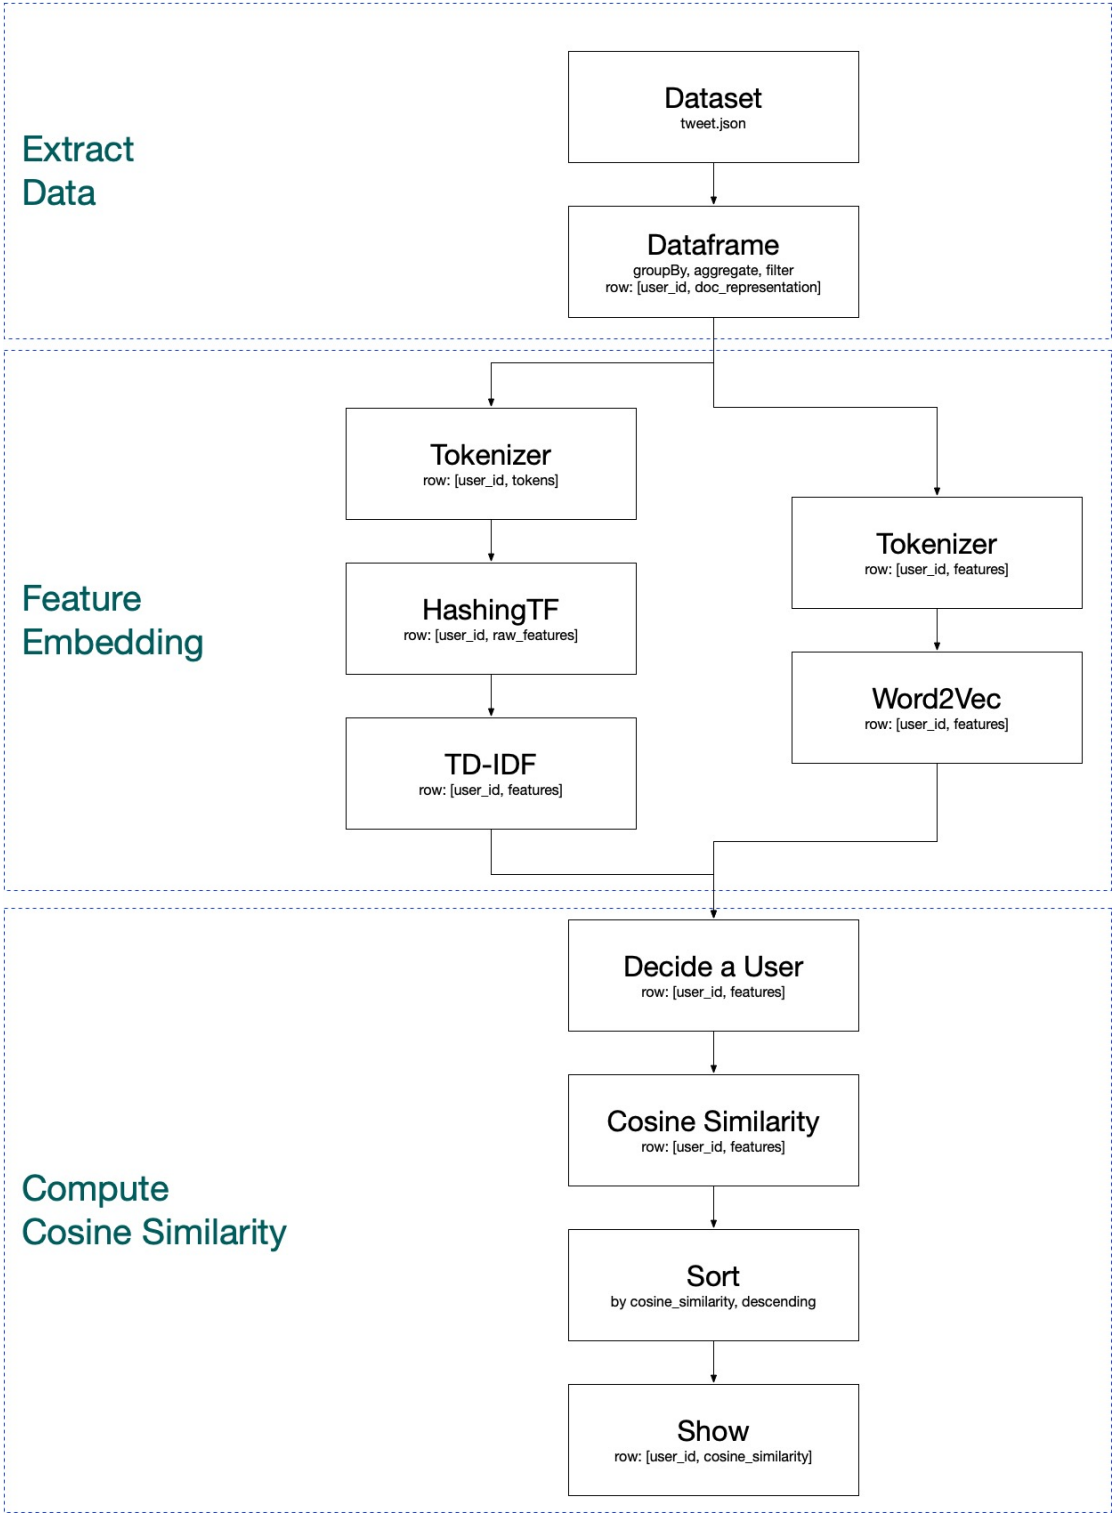 Extract
Data
Dataset
tweet.json
Dataframe
groupBy, aggregate, filter
row: [user_id, doc_representation]
Feature
Embedding
Tokenizer
row: [user_id, tokens]
HashingTF
row: [user_id, raw_features]
TD-IDF
row: [user_id, features]
Tokenizer
row: [user_id, features]
Word2Vec
row: [user_id, features]
Compute
Cosine Similarity
Decide a User
row: [user_id, features]
Cosine Similarity
row: [user_id, features]
Sort
by cosine_similarity, descending
Show
row: [user_id, cosine_similarity]